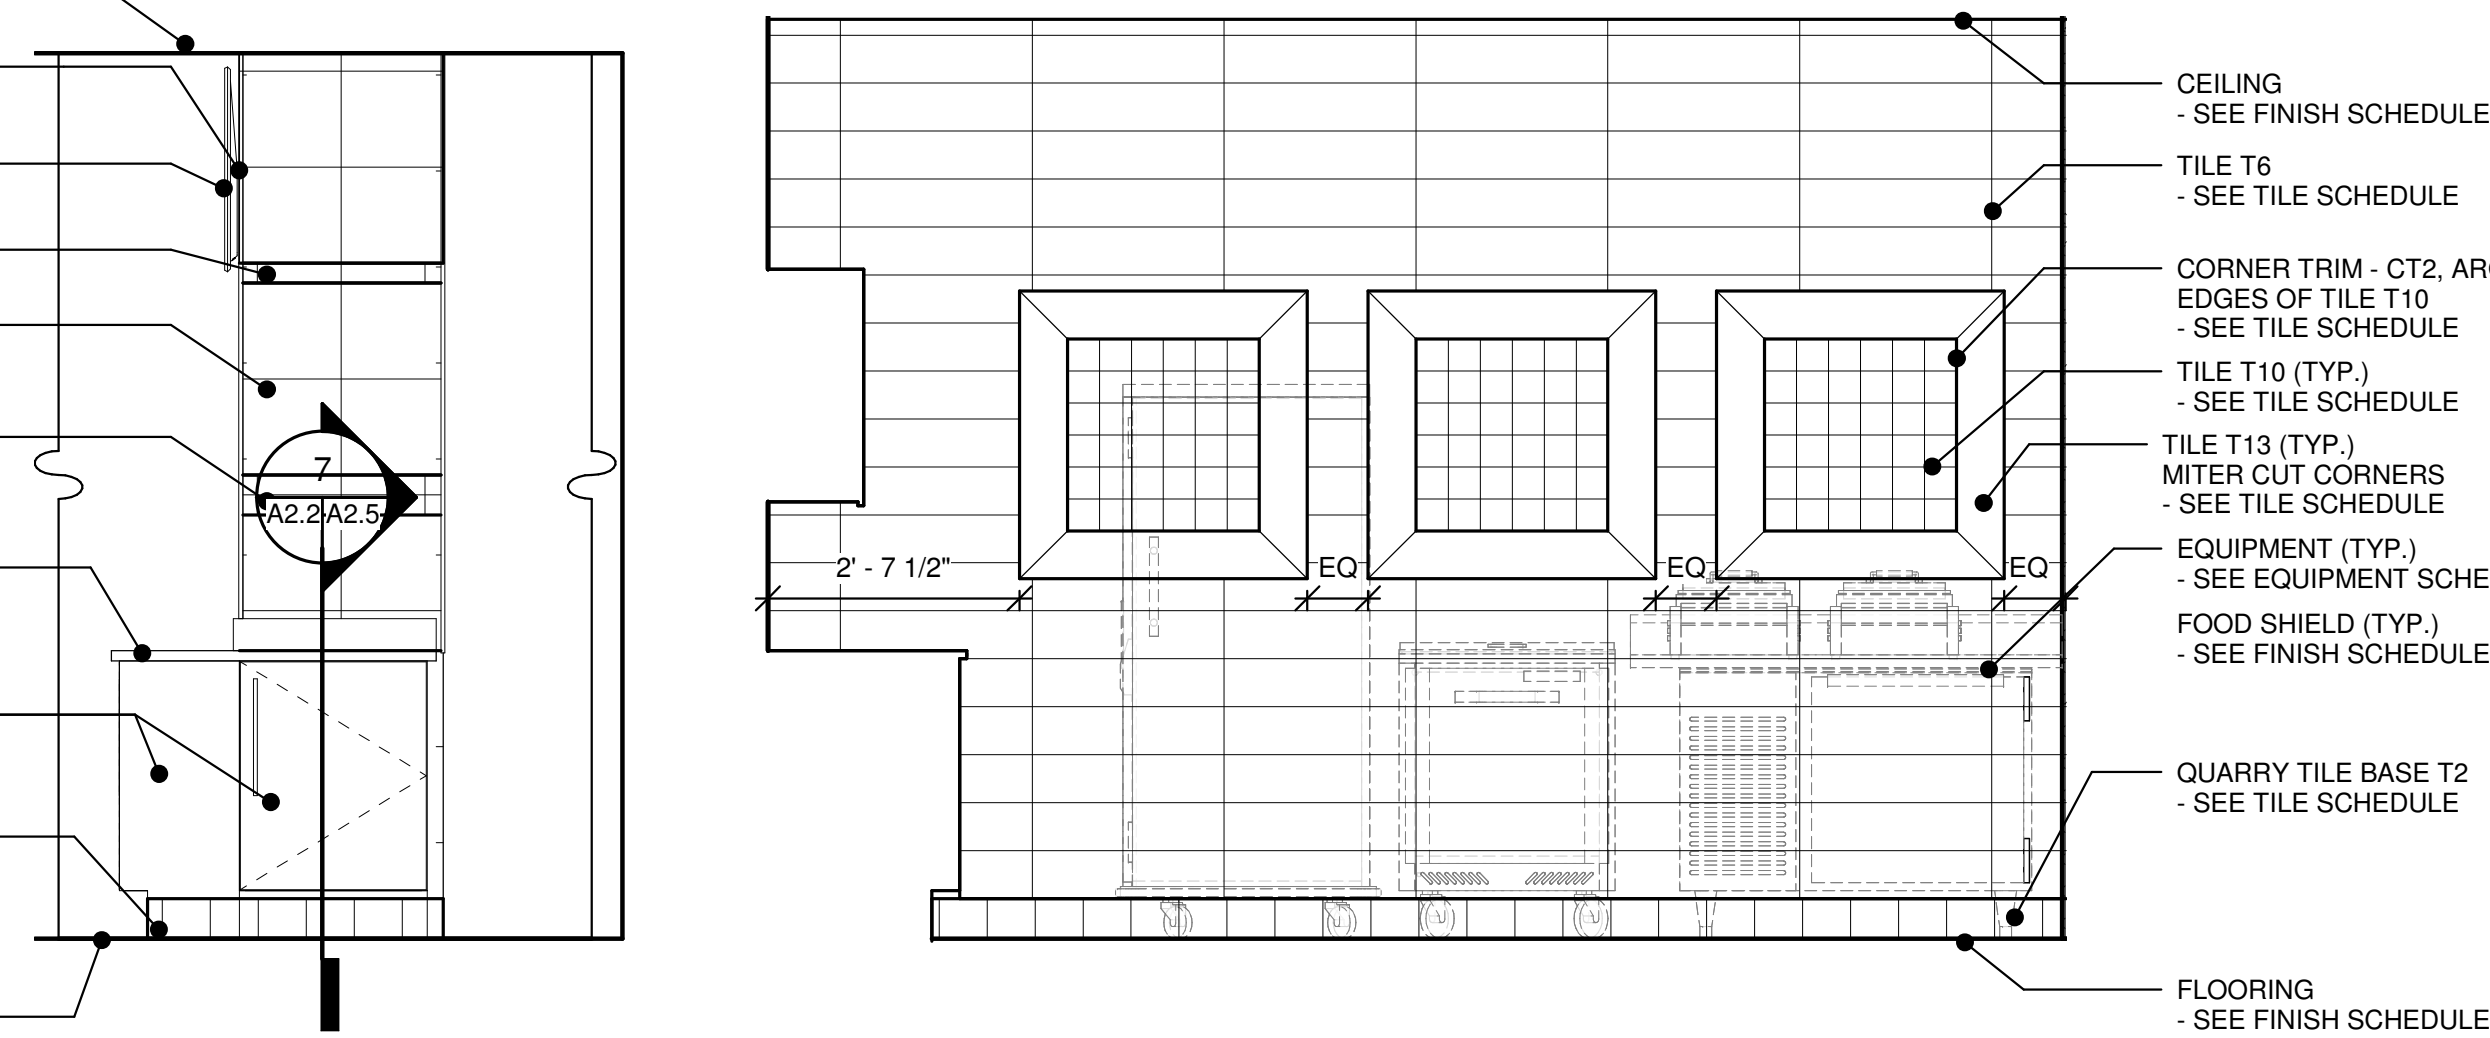 7
A2.2 A2.5
2' - 7 1/2"
EQ
EQ
EQ
CEILING
- SEE FINISH SCHEDULE
TILE T6
- SEE TILE SCHEDULE
CORNER TRIM - CT2,
EDGES OF TILE T10
- SEE TILE SCHEDULE
TILE T10 (TYP.)
- SEE TILE SCHEDULE
TILE T13 (TYP.)
MITER CUT CORNERS
- SEE TILE SCHEDULE
EQUIPMENT (TYP.)
- SEE EQUIPMENT SCHE
FOOD SHIELD (TYP.)
- SEE FINISH SCHEDULE
QUARRY TILE BASE T2
- SEE TILE SCHEDULE
FLOORING
- SEE FINISH SCHEDULE